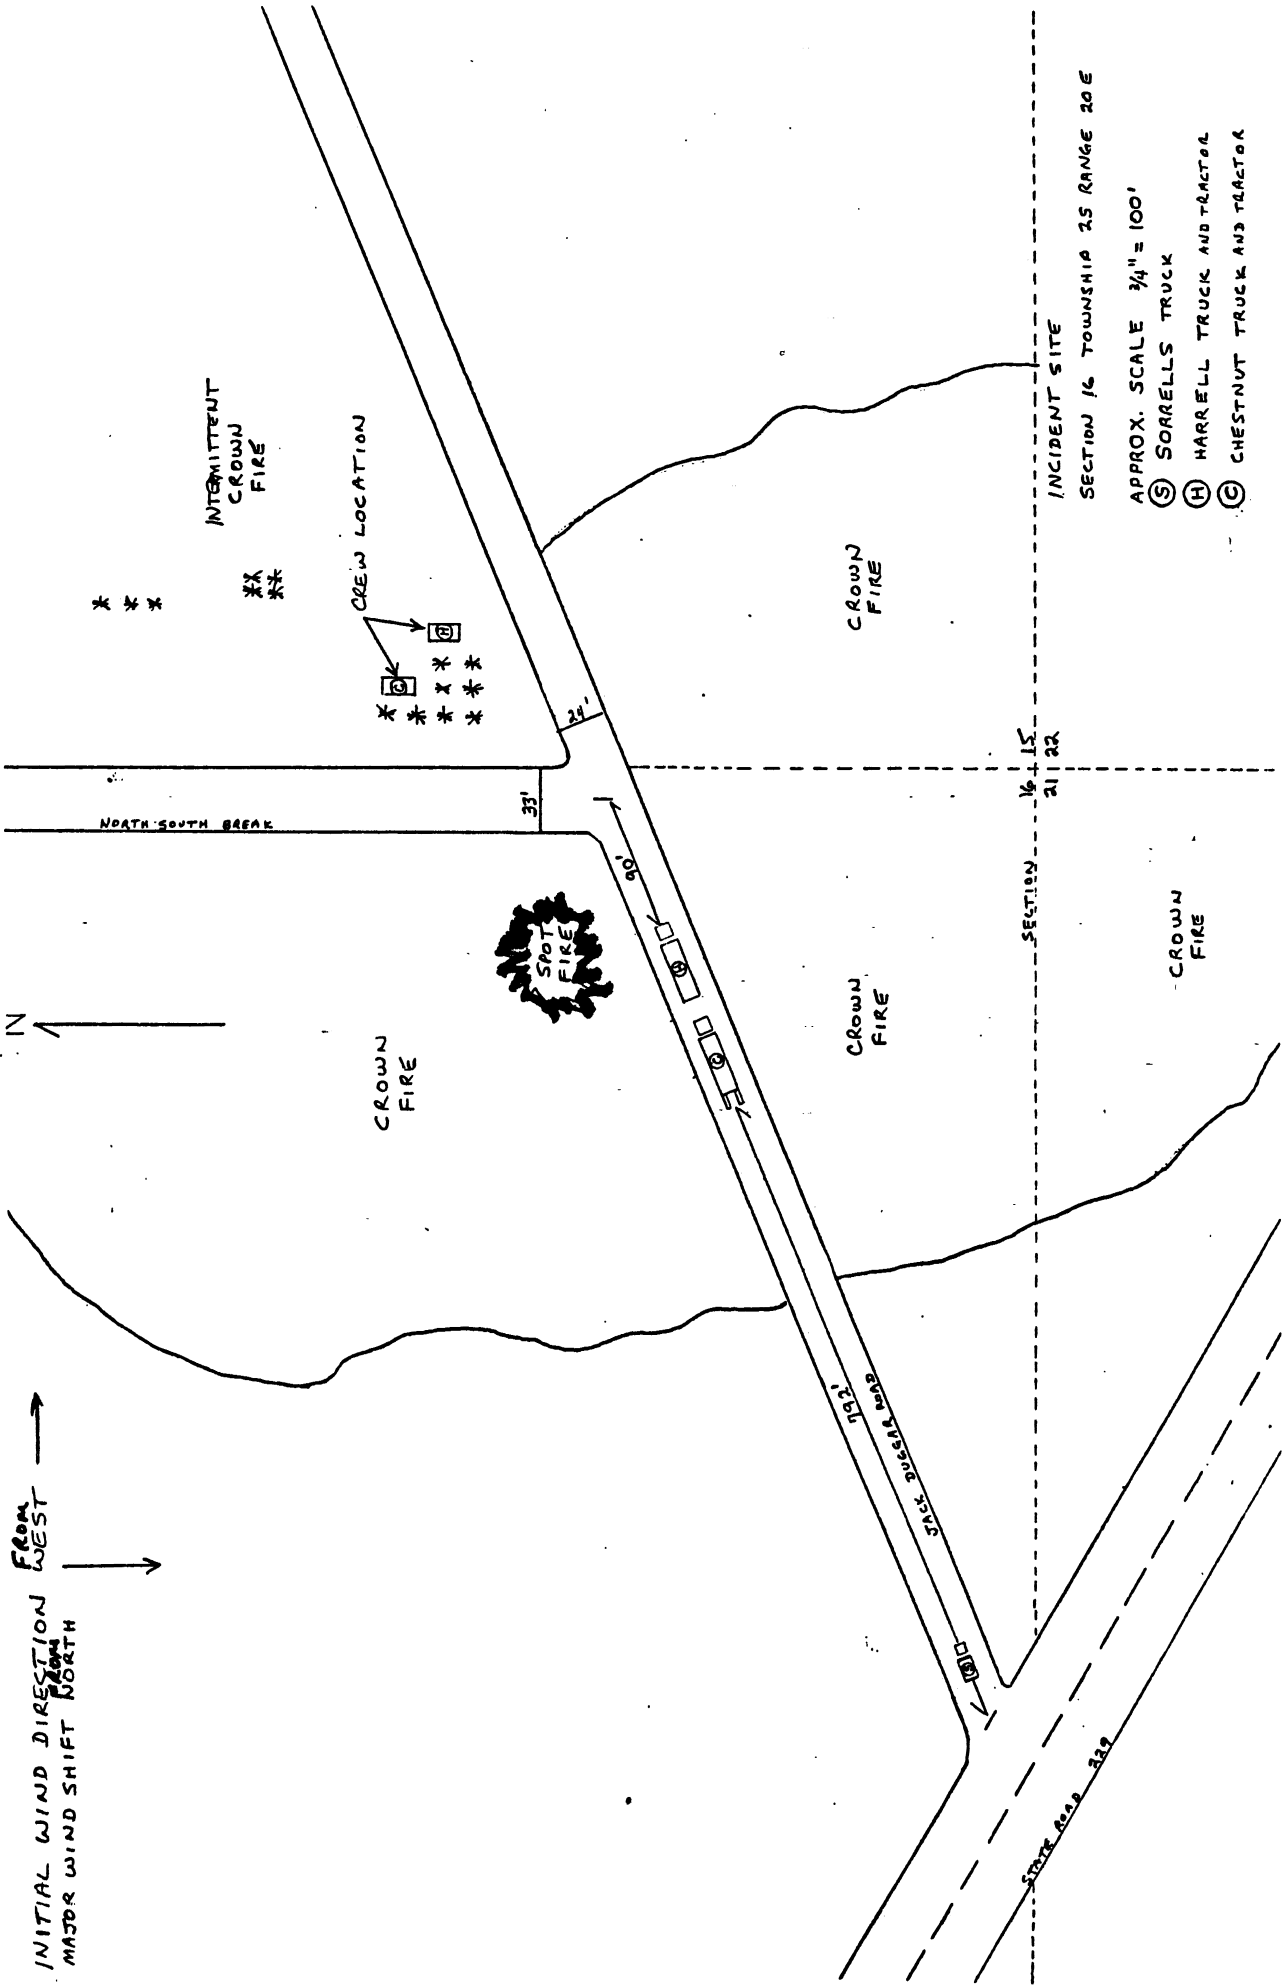 INITIAL WIND DIRECTION FROM WEST
MAJOR WIND SHIFT FROM NORTH
N
INTERMITTENT
CROWN
FIRE
CREW LOCATION
C
H
NORTH-SOUTH BREAK
33'
24'
90'
SPOT
FIRE
CROWN
FIRE
H
C
792'
JACK DUGGAR ROAD
S
STATE ROAD 229
CROWN
FIRE
CROWN
FIRE
CROWN
FIRE
SECTION
16 15
21 22
INCIDENT SITE
SECTION 16 TOWNSHIP 2S RANGE 20E
APPROX. SCALE 3/4" = 100'
S SORRELLS TRUCK
H HARRELL TRUCK AND TRACTOR
C CHESTNUT TRUCK AND TRACTOR